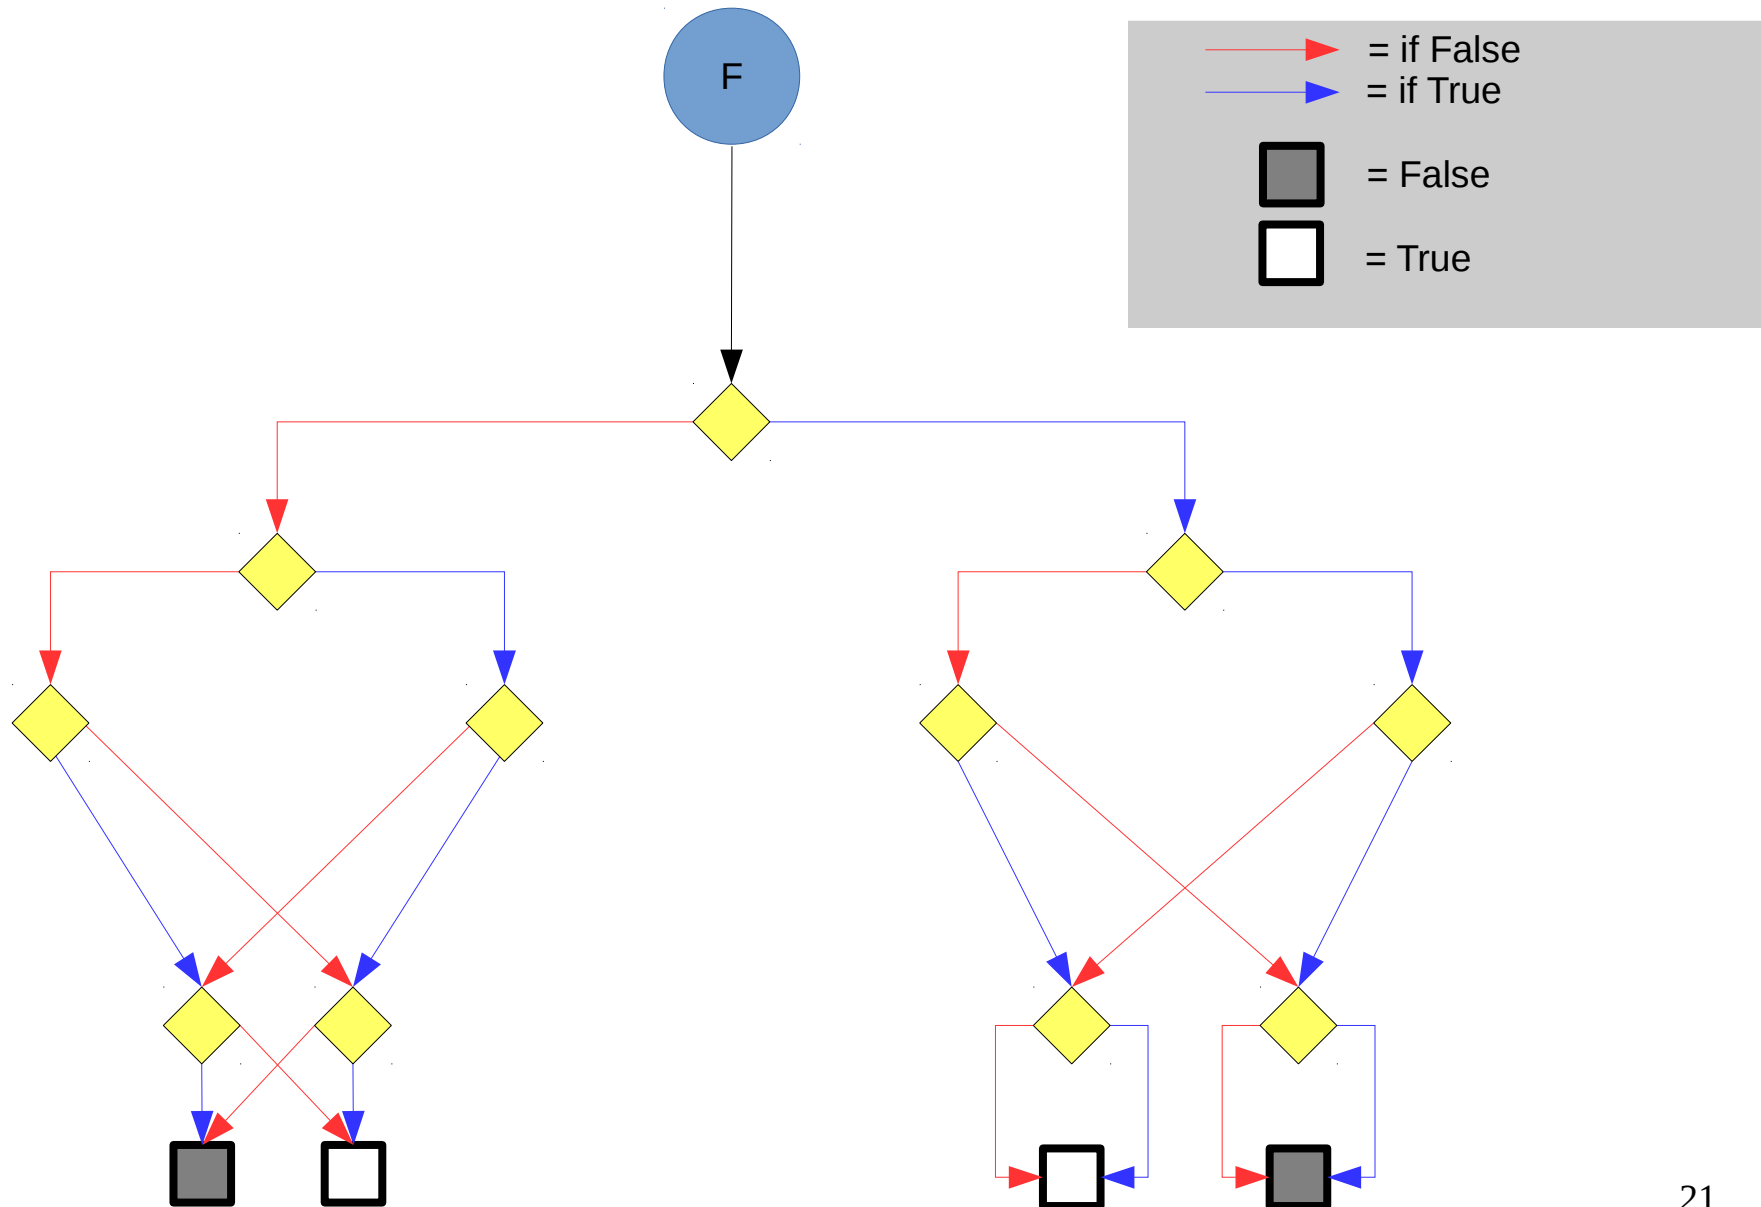 F
= if False
= if True
= False
= True
21